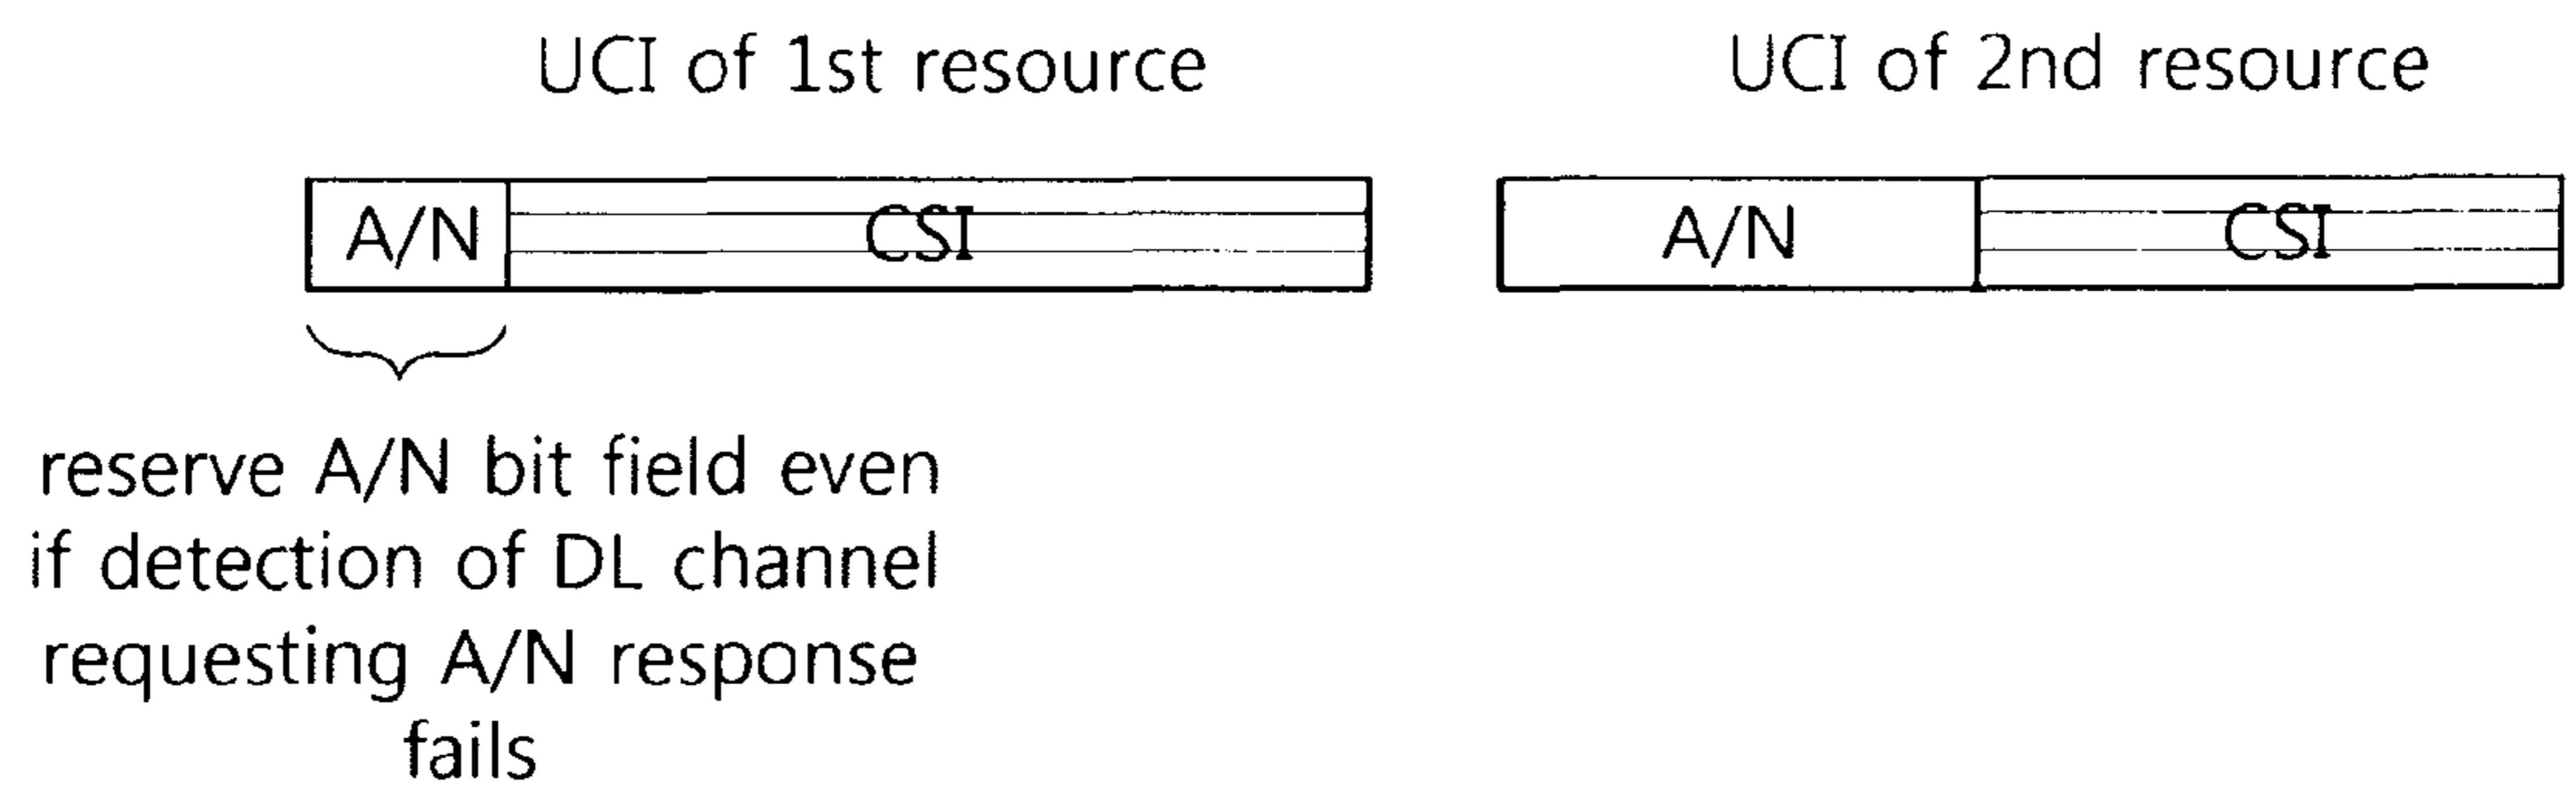 UCI of 1st resource
UCI of 2nd resource
A/N
CSI
A/N
CSI
reserve A/N bit field even
if detection of DL channel
requesting A/N response
fails